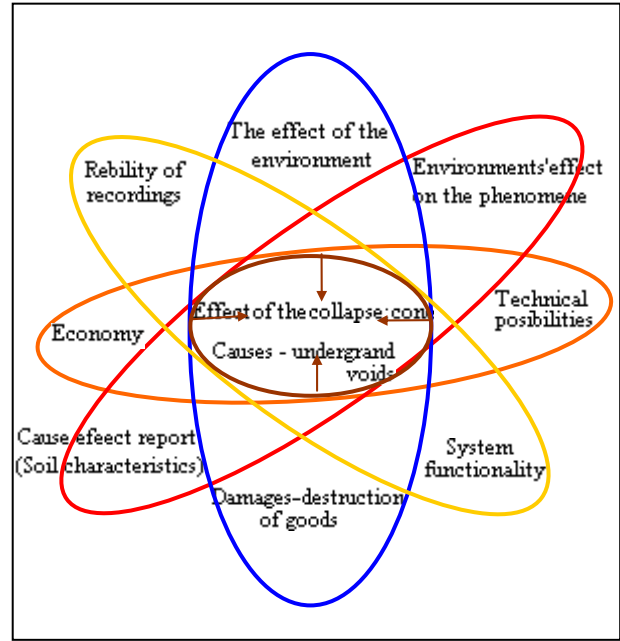 The effect of the
environment
Rebility of
recordings
Environments'effect
on the phenomene
Effect of the collapse: cone
Technical
posibilities
Economy
Causes - undergrand
voids
Cause efeect report
(Soil characteristics)
System
functionality
Damages-destruction
of goods